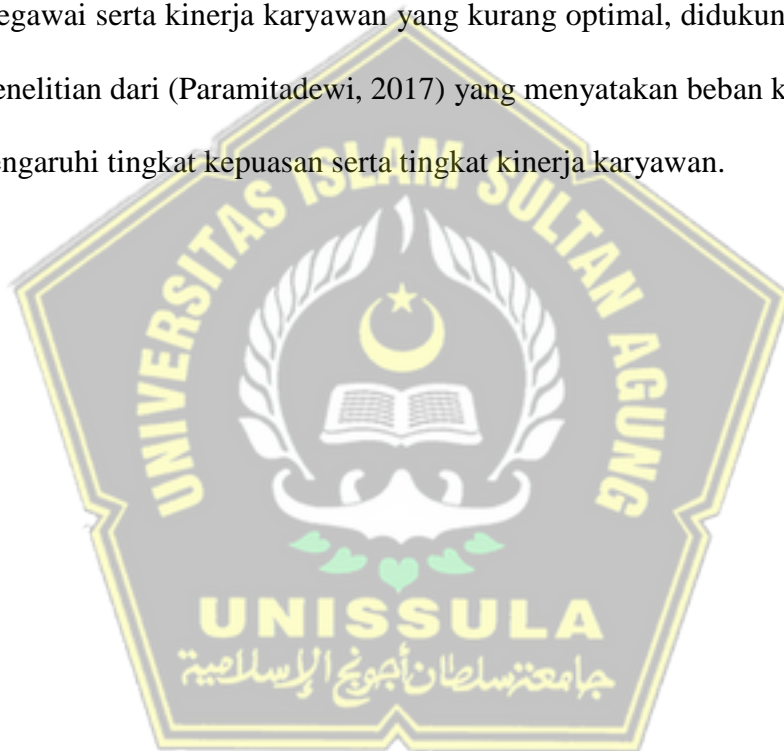 egawai serta kinerja karyawan yang kurang optimal, didukun
enelitian dari (Paramitadewi, 2017) yang menyatakan beban k
engaruhi tingkat kepuasan serta tingkat kinerja karyawan.
UNIVERSITAS ISLAM SULTAN AGUNG
UNISSULA
جامعة سلطان أجونج الإسلامية